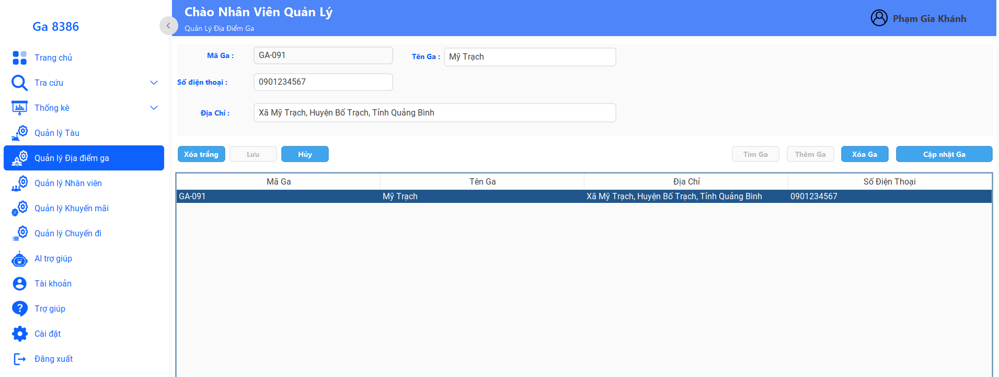 Ga 8386
Trang chủ
Tra cứu
Thống kê
Quản lý Tàu
Quản lý Địa điểm ga
Quản lý Nhân viên
Quản lý Khuyến mãi
Quản lý Chuyến đi
AI trợ giúp
Tài khoản
Trợ giúp
Cài đặt
Đăng xuất
Chào Nhân Viên Quản Lý
Quản Lý Địa Điểm Ga
Phạm Gia Khánh
Mã Ga : GA-091 Tên Ga : Mỹ Trạch
Số điện thoại : 0901234567
Địa Chỉ : Xã Mỹ Trạch, Huyện Bố Trạch, Tỉnh Quảng Bình
Xóa trắng Lưu Hủy Tìm Ga Thêm Ga Xóa Ga Cập nhật Ga
Mã Ga Tên Ga Địa Chỉ Số Điện Thoại
GA-091 Mỹ Trạch Xã Mỹ Trạch, Huyện Bố Trạch, Tỉnh Quảng Bình 0901234567